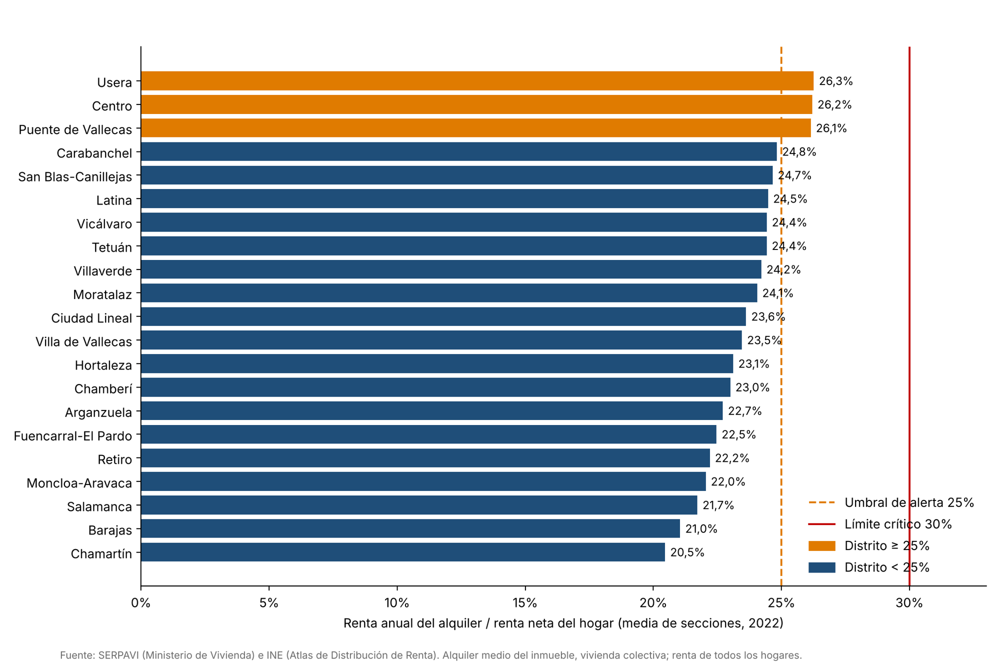 Usera 26,3%
Centro 26,2%
Puente de Vallecas 26,1%
Carabanchel 24,8%
San Blas-Canillejas 24,7%
Latina 24,5%
Vicálvaro 24,4%
Tetuán 24,4%
Villaverde 24,2%
Moratalaz 24,1%
Ciudad Lineal 23,6%
Villa de Vallecas 23,5%
Hortaleza 23,1%
Chamberí 23,0%
Arganzuela 22,7%
Fuencarral-El Pardo 22,5%
Retiro 22,2%
Moncloa-Aravaca 22,0%
Salamanca 21,7%
Barajas 21,0%
Chamartín 20,5%
Umbral de alerta 25%
Límite crítico 30%
Distrito ≥ 25%
Distrito < 25%
0% 5% 10% 15% 20% 25% 30%
Renta anual del alquiler / renta neta del hogar (media de secciones, 2022)
Fuente: SERPAVI (Ministerio de Vivienda) e INE (Atlas de Distribución de Renta). Alquiler medio del inmueble, vivienda colectiva; renta de todos los hogares.